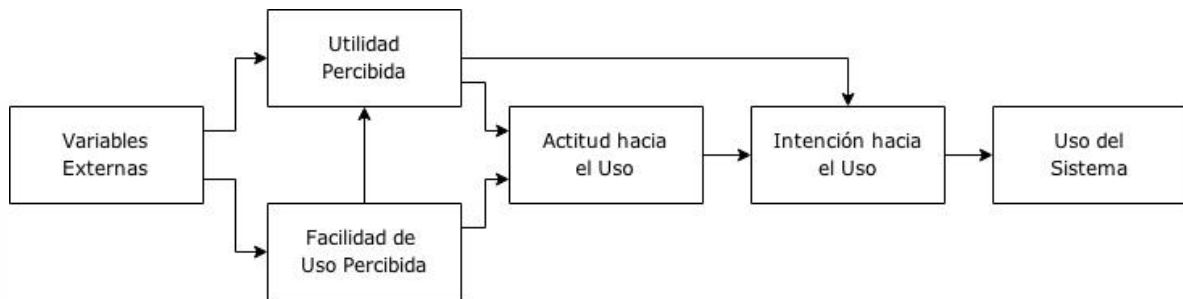 Utilidad
Percibida
Variables
Externas
Actitud hacia
el Uso
Intención hacia
el Uso
Uso del
Sistema
Facilidad de
Uso Percibida